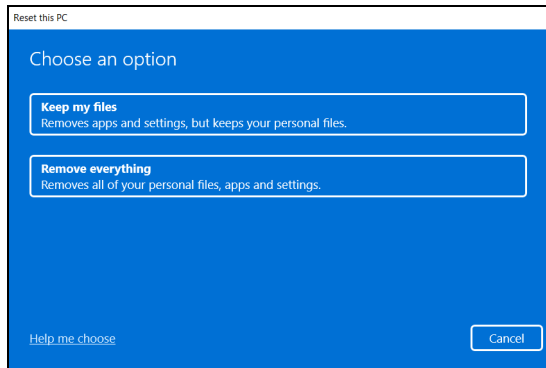 Reset this PC
Choose an option
Keep my files
Removes apps and settings, but keeps your personal files.
Remove everything
Removes all of your personal files, apps and settings.
Help me choose
Cancel